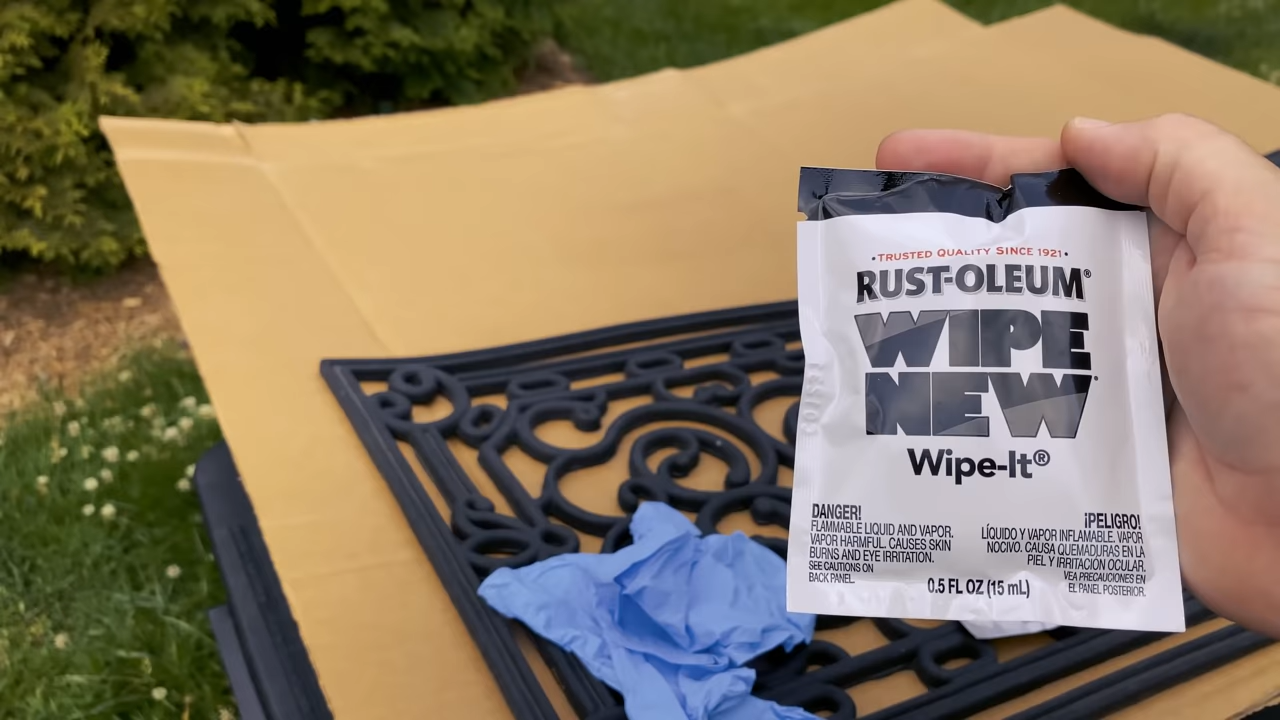 •TRUSTED QUALITY SINCE 1921•
RUST-OLEUM®
WIPE
NEW
Wipe-It®
DANGER!
FLAMMABLE LIQUID AND VAPOR.
VAPOR HARMFUL. CAUSES SKIN
BURNS AND EYE IRRITATION.
SEE CAUTIONS ON
BACK PANEL.
¡PELIGRO!
LÍQUIDO Y VAPOR INFLAMABLE. VAPOR
NOCIVO. CAUSA QUEMADURAS EN LA
PIEL Y IRRITACIÓN OCULAR.
VEA PRECAUCIONES EN
EL PANEL POSTERIOR.
0.5 FL OZ (15 mL)